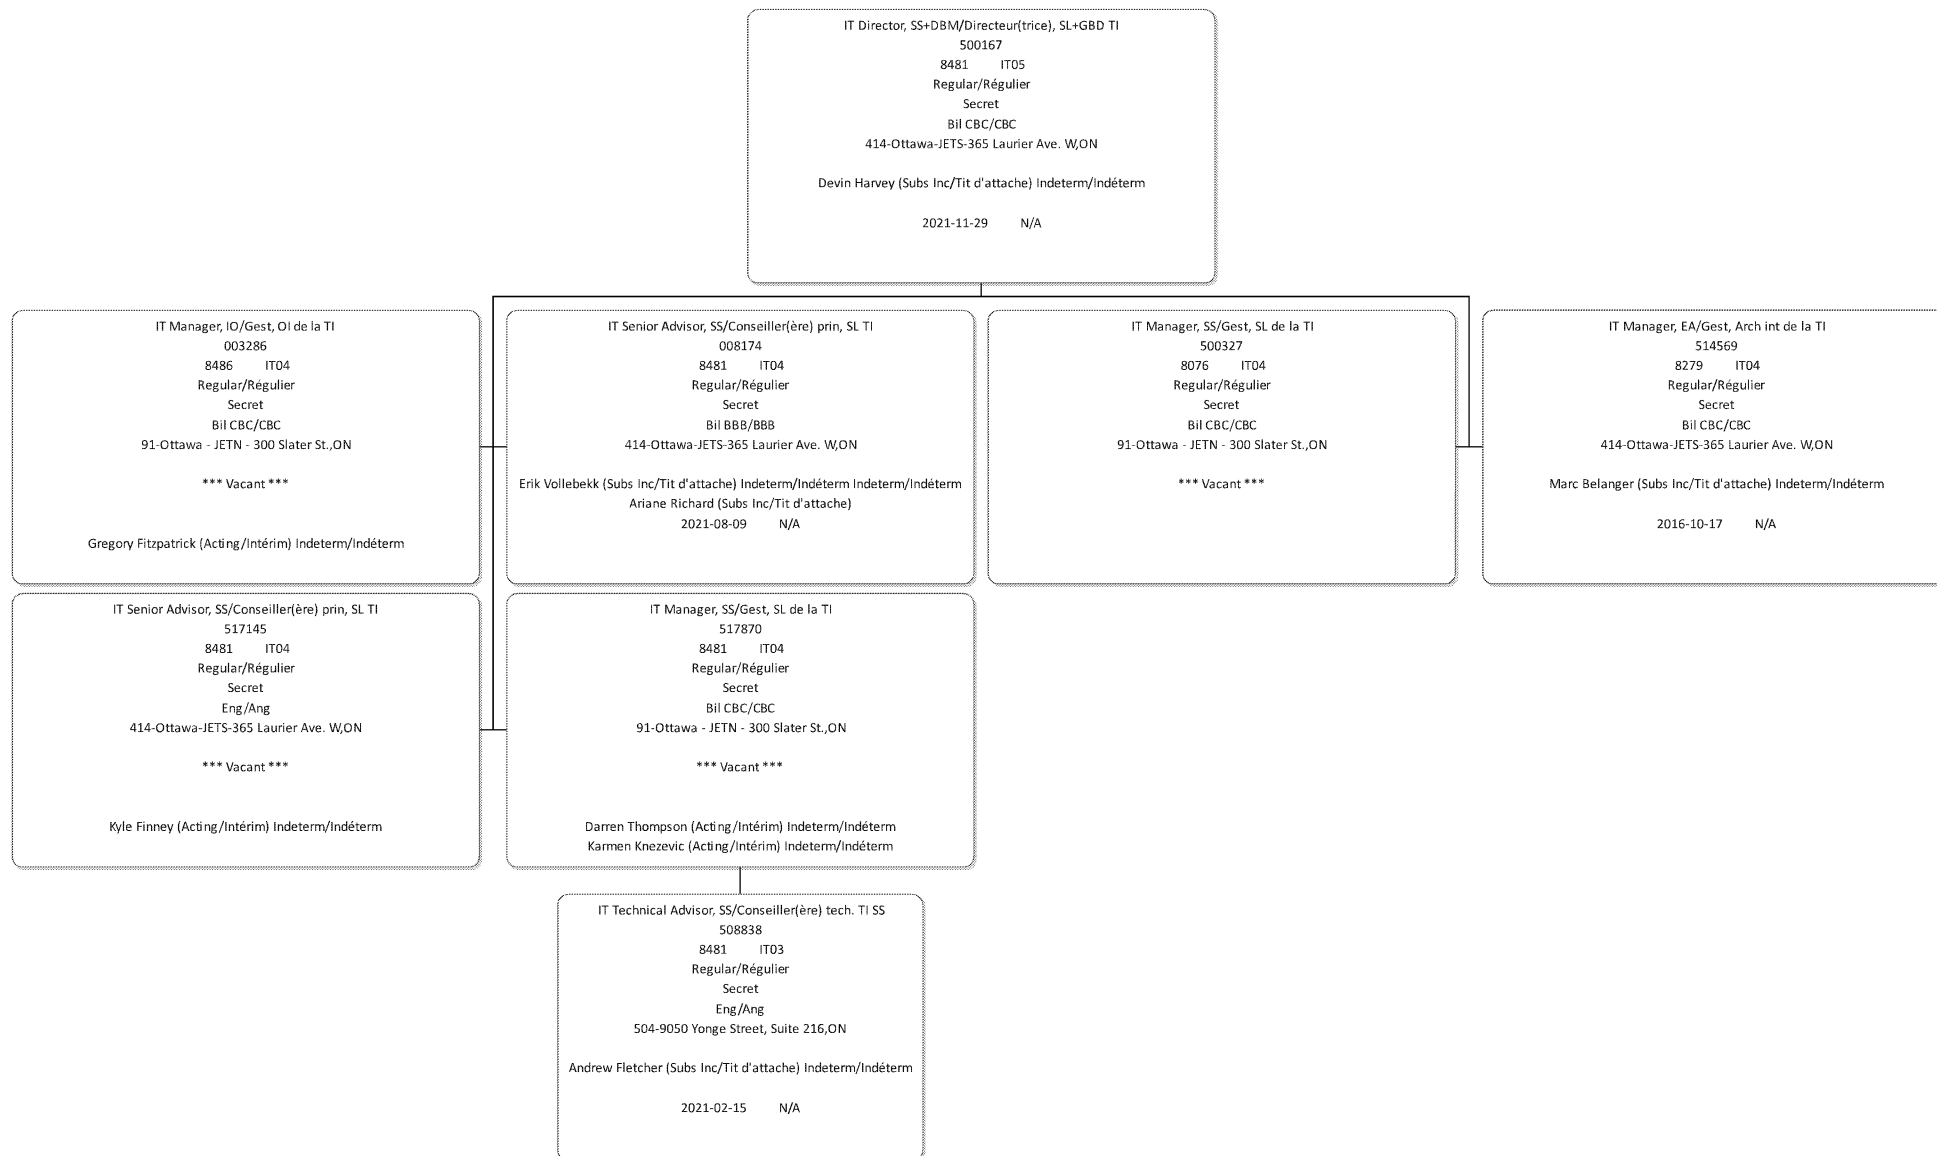 IT Director, SS+DBM/Directeur(trice), SL+GBD TI
500167
8481 IT05
Regular/Régulier
Secret
Bil CBC/CBC
414-Ottawa-JETS-365 Laurier Ave. W,ON
Devin Harvey (Subs Inc/Tit d'attache) Indeterm/Indéterm
2021-11-29 N/A
IT Manager, IO/Gest, OI de la TI
003286
8486 IT04
Regular/Régulier
Secret
Bil CBC/CBC
91-Ottawa - JETN - 300 Slater St.,ON
*** Vacant ***
Gregory Fitzpatrick (Acting/Intérim) Indeterm/Indéterm
IT Senior Advisor, SS/Conseiller(ère) prin, SL TI
008174
8481 IT04
Regular/Régulier
Secret
Bil BBB/BBB
414-Ottawa-JETS-365 Laurier Ave. W,ON
Erik Vollebekk (Subs Inc/Tit d'attache) Indeterm/Indéterm Indeterm/Indéterm
Ariane Richard (Subs Inc/Tit d'attache)
2021-08-09 N/A
IT Manager, SS/Gest, SL de la TI
500327
8076 IT04
Regular/Régulier
Secret
Bil CBC/CBC
91-Ottawa - JETN - 300 Slater St.,ON
*** Vacant ***
IT Manager, EA/Gest, Arch int de la TI
514569
8279 IT04
Regular/Régulier
Secret
Bil CBC/CBC
414-Ottawa-JETS-365 Laurier Ave. W,ON
Marc Belanger (Subs Inc/Tit d'attache) Indeterm/Indéterm
2016-10-17 N/A
IT Senior Advisor, SS/Conseiller(ère) prin, SL TI
517145
8481 IT04
Regular/Régulier
Secret
Eng/Ang
414-Ottawa-JETS-365 Laurier Ave. W,ON
*** Vacant ***
Kyle Finney (Acting/Intérim) Indeterm/Indéterm
IT Manager, SS/Gest, SL de la TI
517870
8481 IT04
Regular/Régulier
Secret
Bil CBC/CBC
91-Ottawa - JETN - 300 Slater St.,ON
*** Vacant ***
Darren Thompson (Acting/Intérim) Indeterm/Indéterm
Karmen Knezevic (Acting/Intérim) Indeterm/Indéterm
IT Technical Advisor, SS/Conseiller(ère) tech. TI SS
508838
8481 IT03
Regular/Régulier
Secret
Eng/Ang
504-9050 Yonge Street, Suite 216,ON
Andrew Fletcher (Subs Inc/Tit d'attache) Indeterm/Indéterm
2021-02-15 N/A